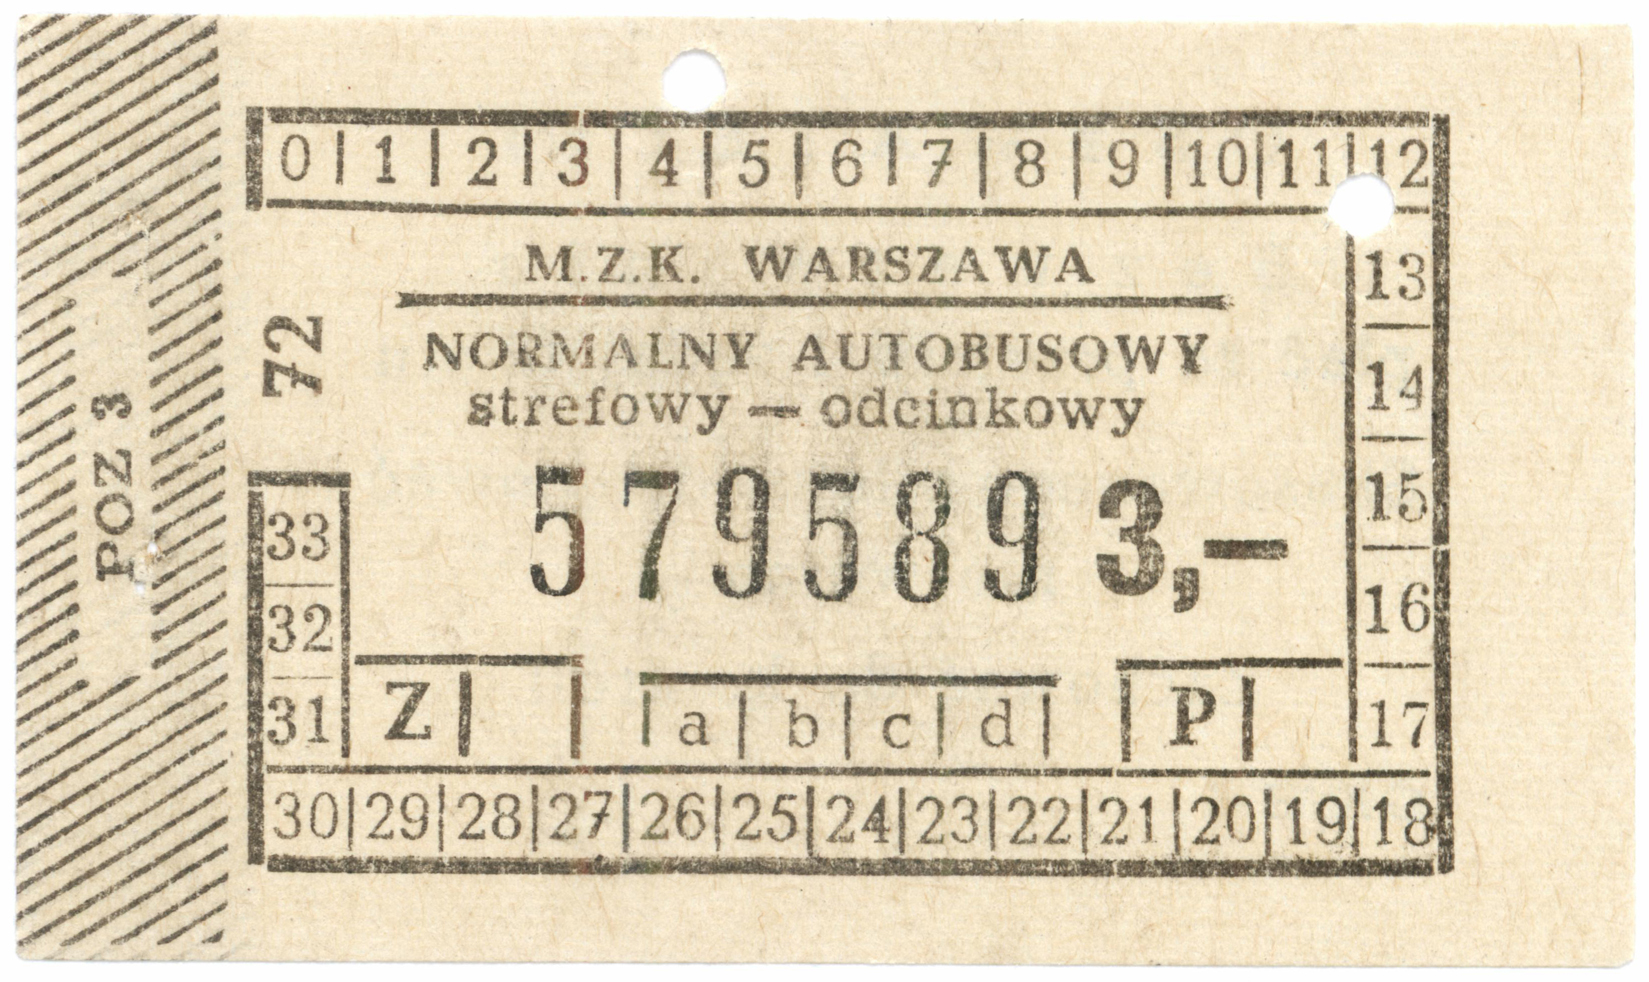 0 1 2 3 4 5 6 7 8 9 10 11 12
M.Z.K. WARSZAWA
NORMALNY AUTOBUSOWY
strefowy — odcinkowy
579589 3,—
Z a b c d P
13
14
15
16
17
30 29 28 27 26 25 24 23 22 21 20 19 18
33
32
31
72
POZ 3